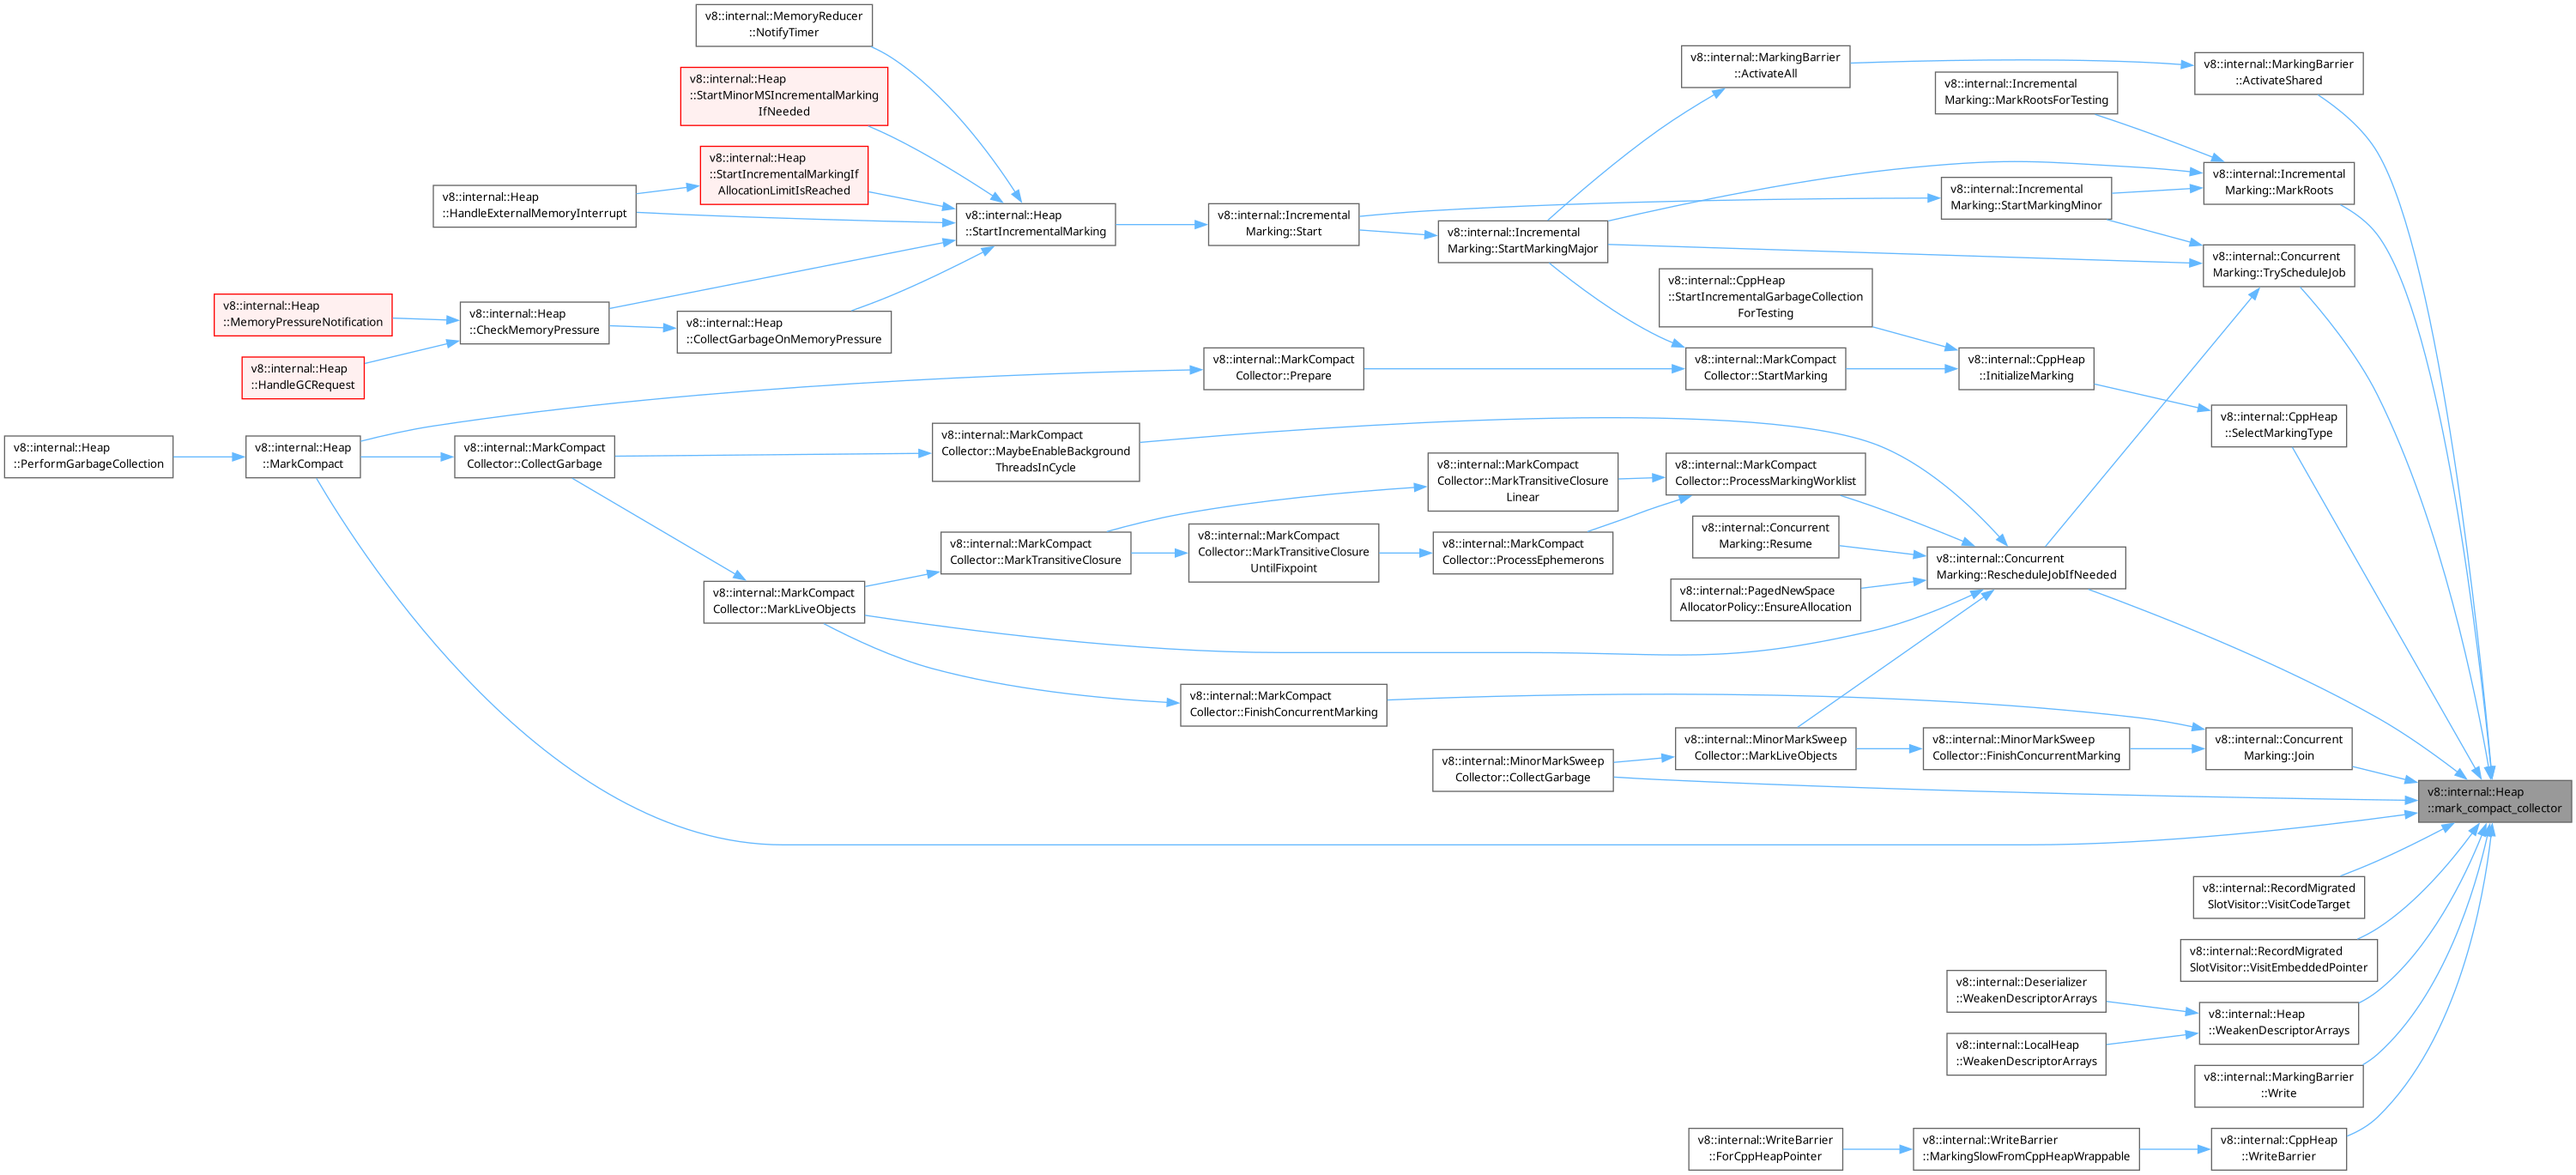 v8::internal::MemoryReducer
::NotifyTimer
v8::internal::Heap
::StartMinorMSIncrementalMarking
IfNeeded
v8::internal::Heap
::StartIncrementalMarkingIf
AllocationLimitIsReached
v8::internal::Heap
::HandleExternalMemoryInterrupt
v8::internal::Heap
::StartIncrementalMarking
v8::internal::Heap
::MemoryPressureNotification
v8::internal::Heap
::HandleGCRequest
v8::internal::Heap
::CheckMemoryPressure
v8::internal::Heap
::CollectGarbageOnMemoryPressure
v8::internal::Incremental
Marking::Start
v8::internal::Incremental
Marking::StartMarkingMajor
v8::internal::MarkingBarrier
::ActivateAll
v8::internal::MarkingBarrier
::ActivateShared
v8::internal::Incremental
Marking::MarkRootsForTesting
v8::internal::Incremental
Marking::MarkRoots
v8::internal::Incremental
Marking::StartMarkingMinor
v8::internal::Concurrent
Marking::TryScheduleJob
v8::internal::CppHeap
::StartIncrementalGarbageCollection
ForTesting
v8::internal::MarkCompact
Collector::Prepare
v8::internal::MarkCompact
Collector::StartMarking
v8::internal::CppHeap
::InitializeMarking
v8::internal::CppHeap
::SelectMarkingType
v8::internal::Heap
::PerformGarbageCollection
v8::internal::Heap
::MarkCompact
v8::internal::MarkCompact
Collector::CollectGarbage
v8::internal::MarkCompact
Collector::MaybeEnableBackground
ThreadsInCycle
v8::internal::MarkCompact
Collector::MarkTransitiveClosure
Linear
v8::internal::MarkCompact
Collector::ProcessMarkingWorklist
v8::internal::Concurrent
Marking::Resume
v8::internal::MarkCompact
Collector::MarkTransitiveClosure
v8::internal::MarkCompact
Collector::MarkTransitiveClosure
UntilFixpoint
v8::internal::MarkCompact
Collector::ProcessEphemerons
v8::internal::Concurrent
Marking::RescheduleJobIfNeeded
v8::internal::PagedNewSpace
AllocatorPolicy::EnsureAllocation
v8::internal::MarkCompact
Collector::MarkLiveObjects
v8::internal::MarkCompact
Collector::FinishConcurrentMarking
v8::internal::MinorMarkSweep
Collector::CollectGarbage
v8::internal::MinorMarkSweep
Collector::MarkLiveObjects
v8::internal::MinorMarkSweep
Collector::FinishConcurrentMarking
v8::internal::Concurrent
Marking::Join
v8::internal::Heap
::mark_compact_collector
v8::internal::RecordMigrated
SlotVisitor::VisitCodeTarget
v8::internal::RecordMigrated
SlotVisitor::VisitEmbeddedPointer
v8::internal::Deserializer
::WeakenDescriptorArrays
v8::internal::Heap
::WeakenDescriptorArrays
v8::internal::LocalHeap
::WeakenDescriptorArrays
v8::internal::MarkingBarrier
::Write
v8::internal::WriteBarrier
::ForCppHeapPointer
v8::internal::WriteBarrier
::MarkingSlowFromCppHeapWrappable
v8::internal::CppHeap
::WriteBarrier